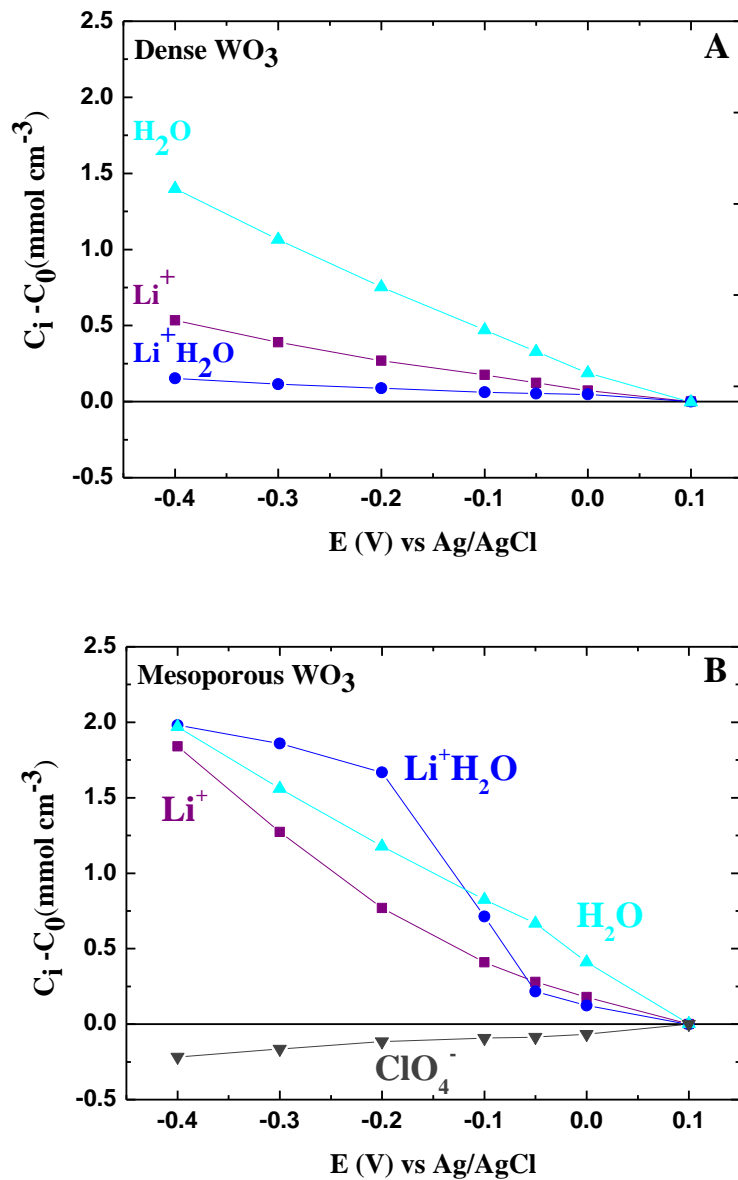 A
Dense WO₃
H₂O
Li⁺
Li⁺H₂O
Cᵢ -C₀(mmol cm⁻³)
2.5
2.0
1.5
1.0
0.5
0.0
-0.5
-0.4 -0.3 -0.2 -0.1 0.0 0.1
E (V) vs Ag/AgCl
B
Mesoporous WO₃
Li⁺H₂O
Li⁺
H₂O
ClO₄⁻
Cᵢ -C₀(mmol cm⁻³)
2.5
2.0
1.5
1.0
0.5
0.0
-0.5
-0.4 -0.3 -0.2 -0.1 0.0 0.1
E (V) vs Ag/AgCl